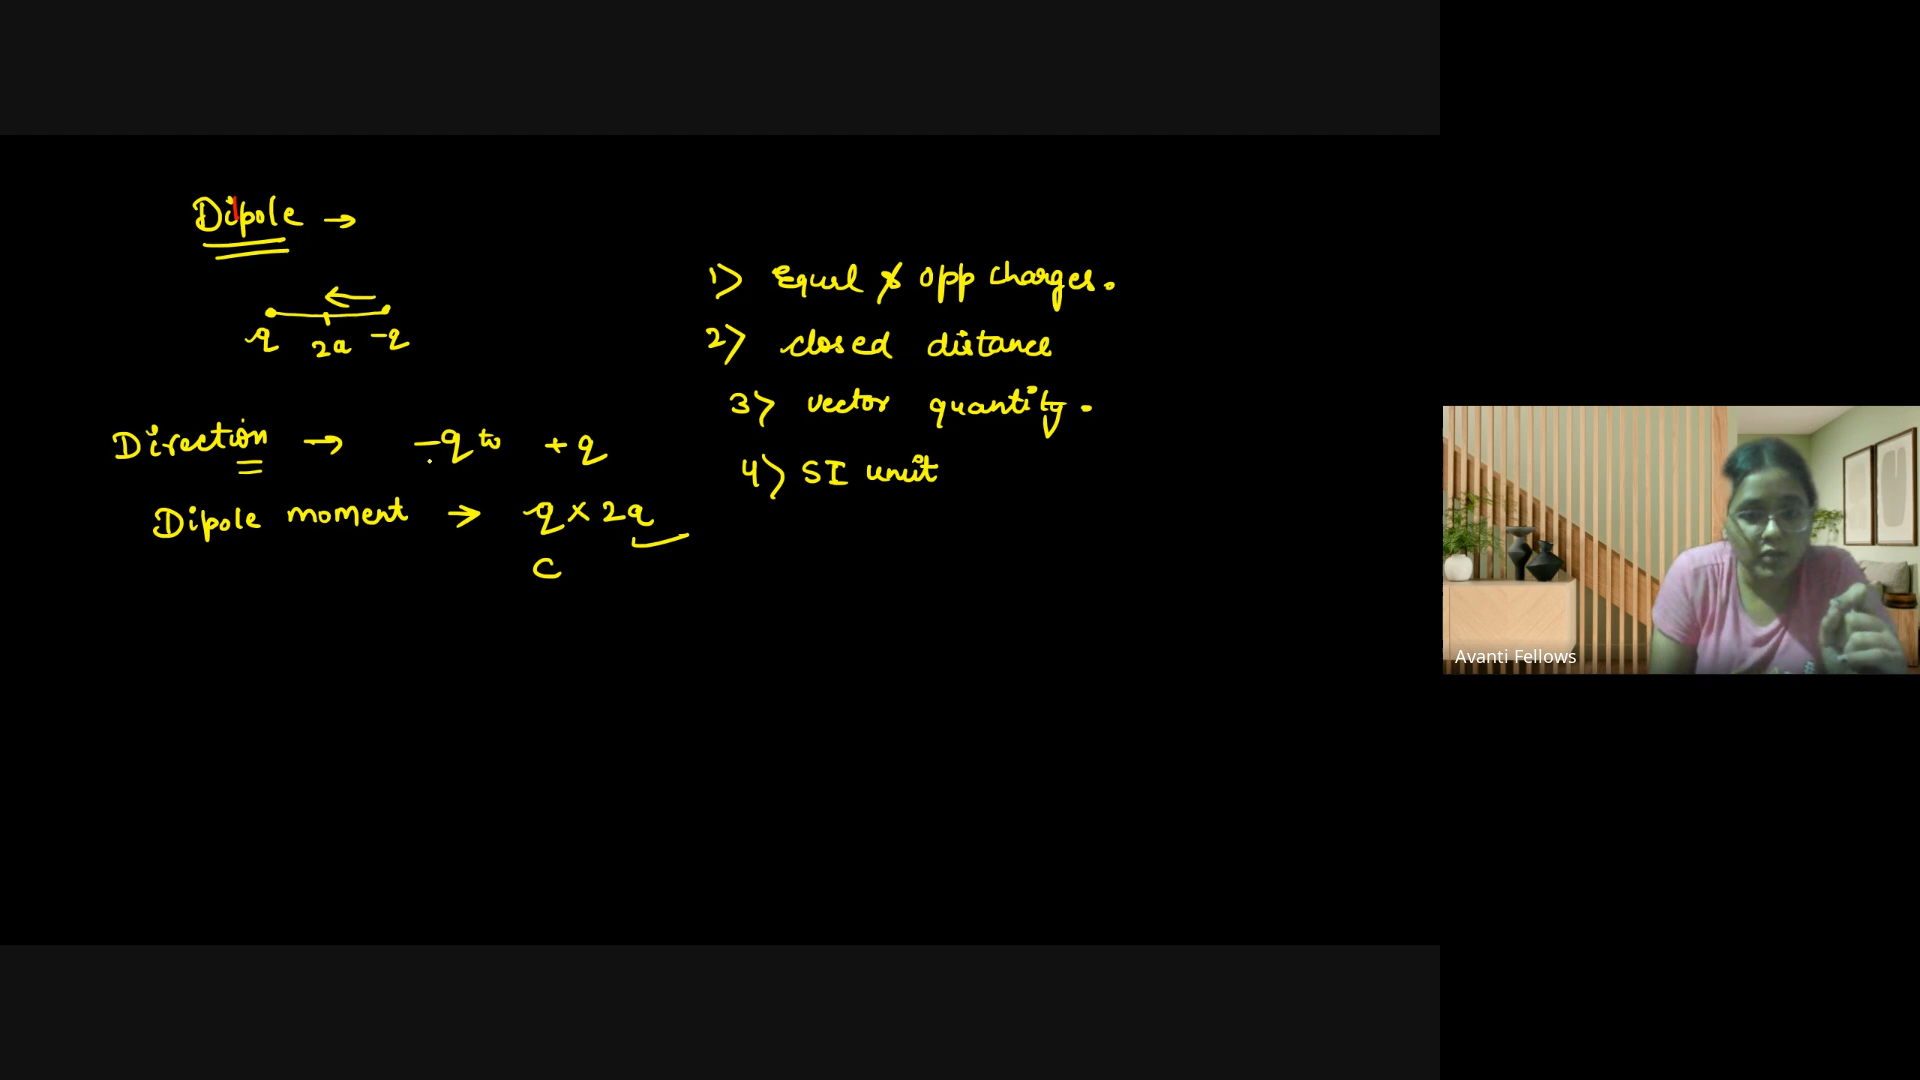 Dipole →
q 2a -q
Direction → -q to + q
Dipole moment → q × 2a
C
1) Equal & opp charges.
2) closed distance
3) vector quantity.
4) SI unit
Avanti Fellows